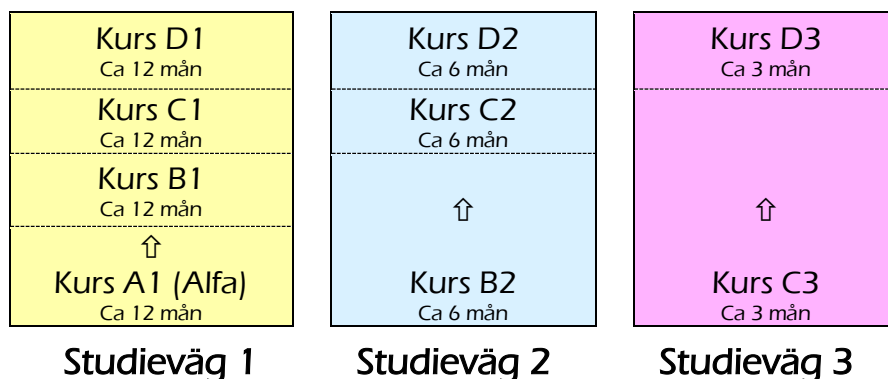 Kurs D1
Ca 12 mån
Kurs C1
Ca 12 mån
Kurs B1
Ca 12 mån
⇧
Kurs A1 (Alfa)
Ca 12 mån
Studieväg 1
Kurs D2
Ca 6 mån
Kurs C2
Ca 6 mån
⇧
Kurs B2
Ca 6 mån
Studieväg 2
Kurs D3
Ca 3 mån
⇧
Kurs C3
Ca 3 mån
Studieväg 3